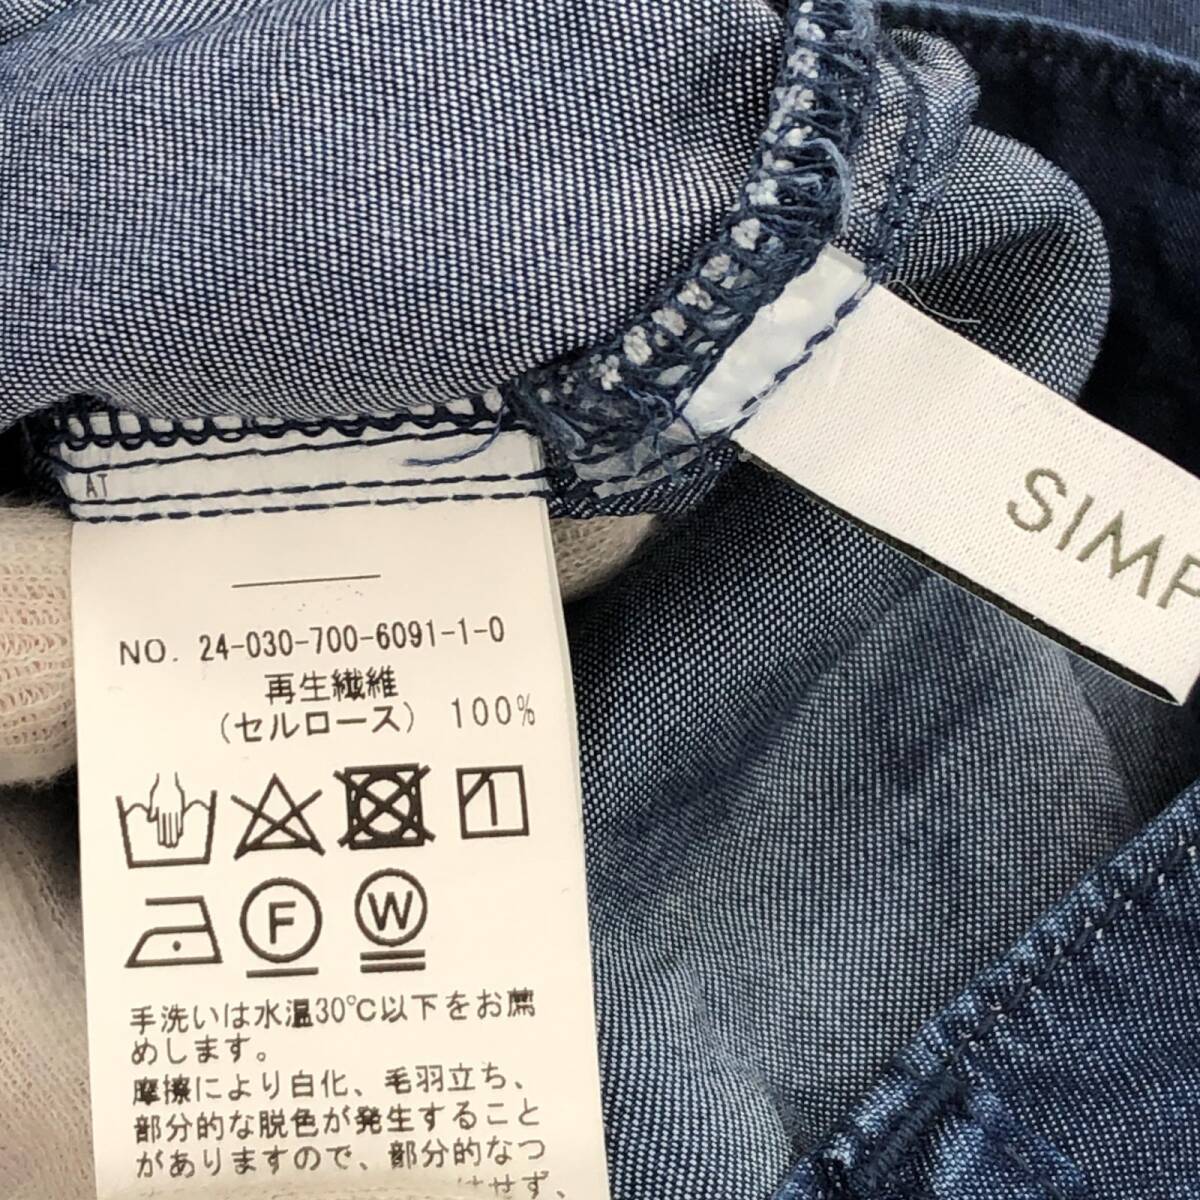 AT
NO. 24-030-700-6091-1-0
再生繊維
(セルロース) 100%
F
W
手洗いは水温30℃以下をお薦
めします。
摩擦により白化、毛羽立ち、
部分的な脱色が発生すること
がありますので、部分的なつ
はせず、
SIMP